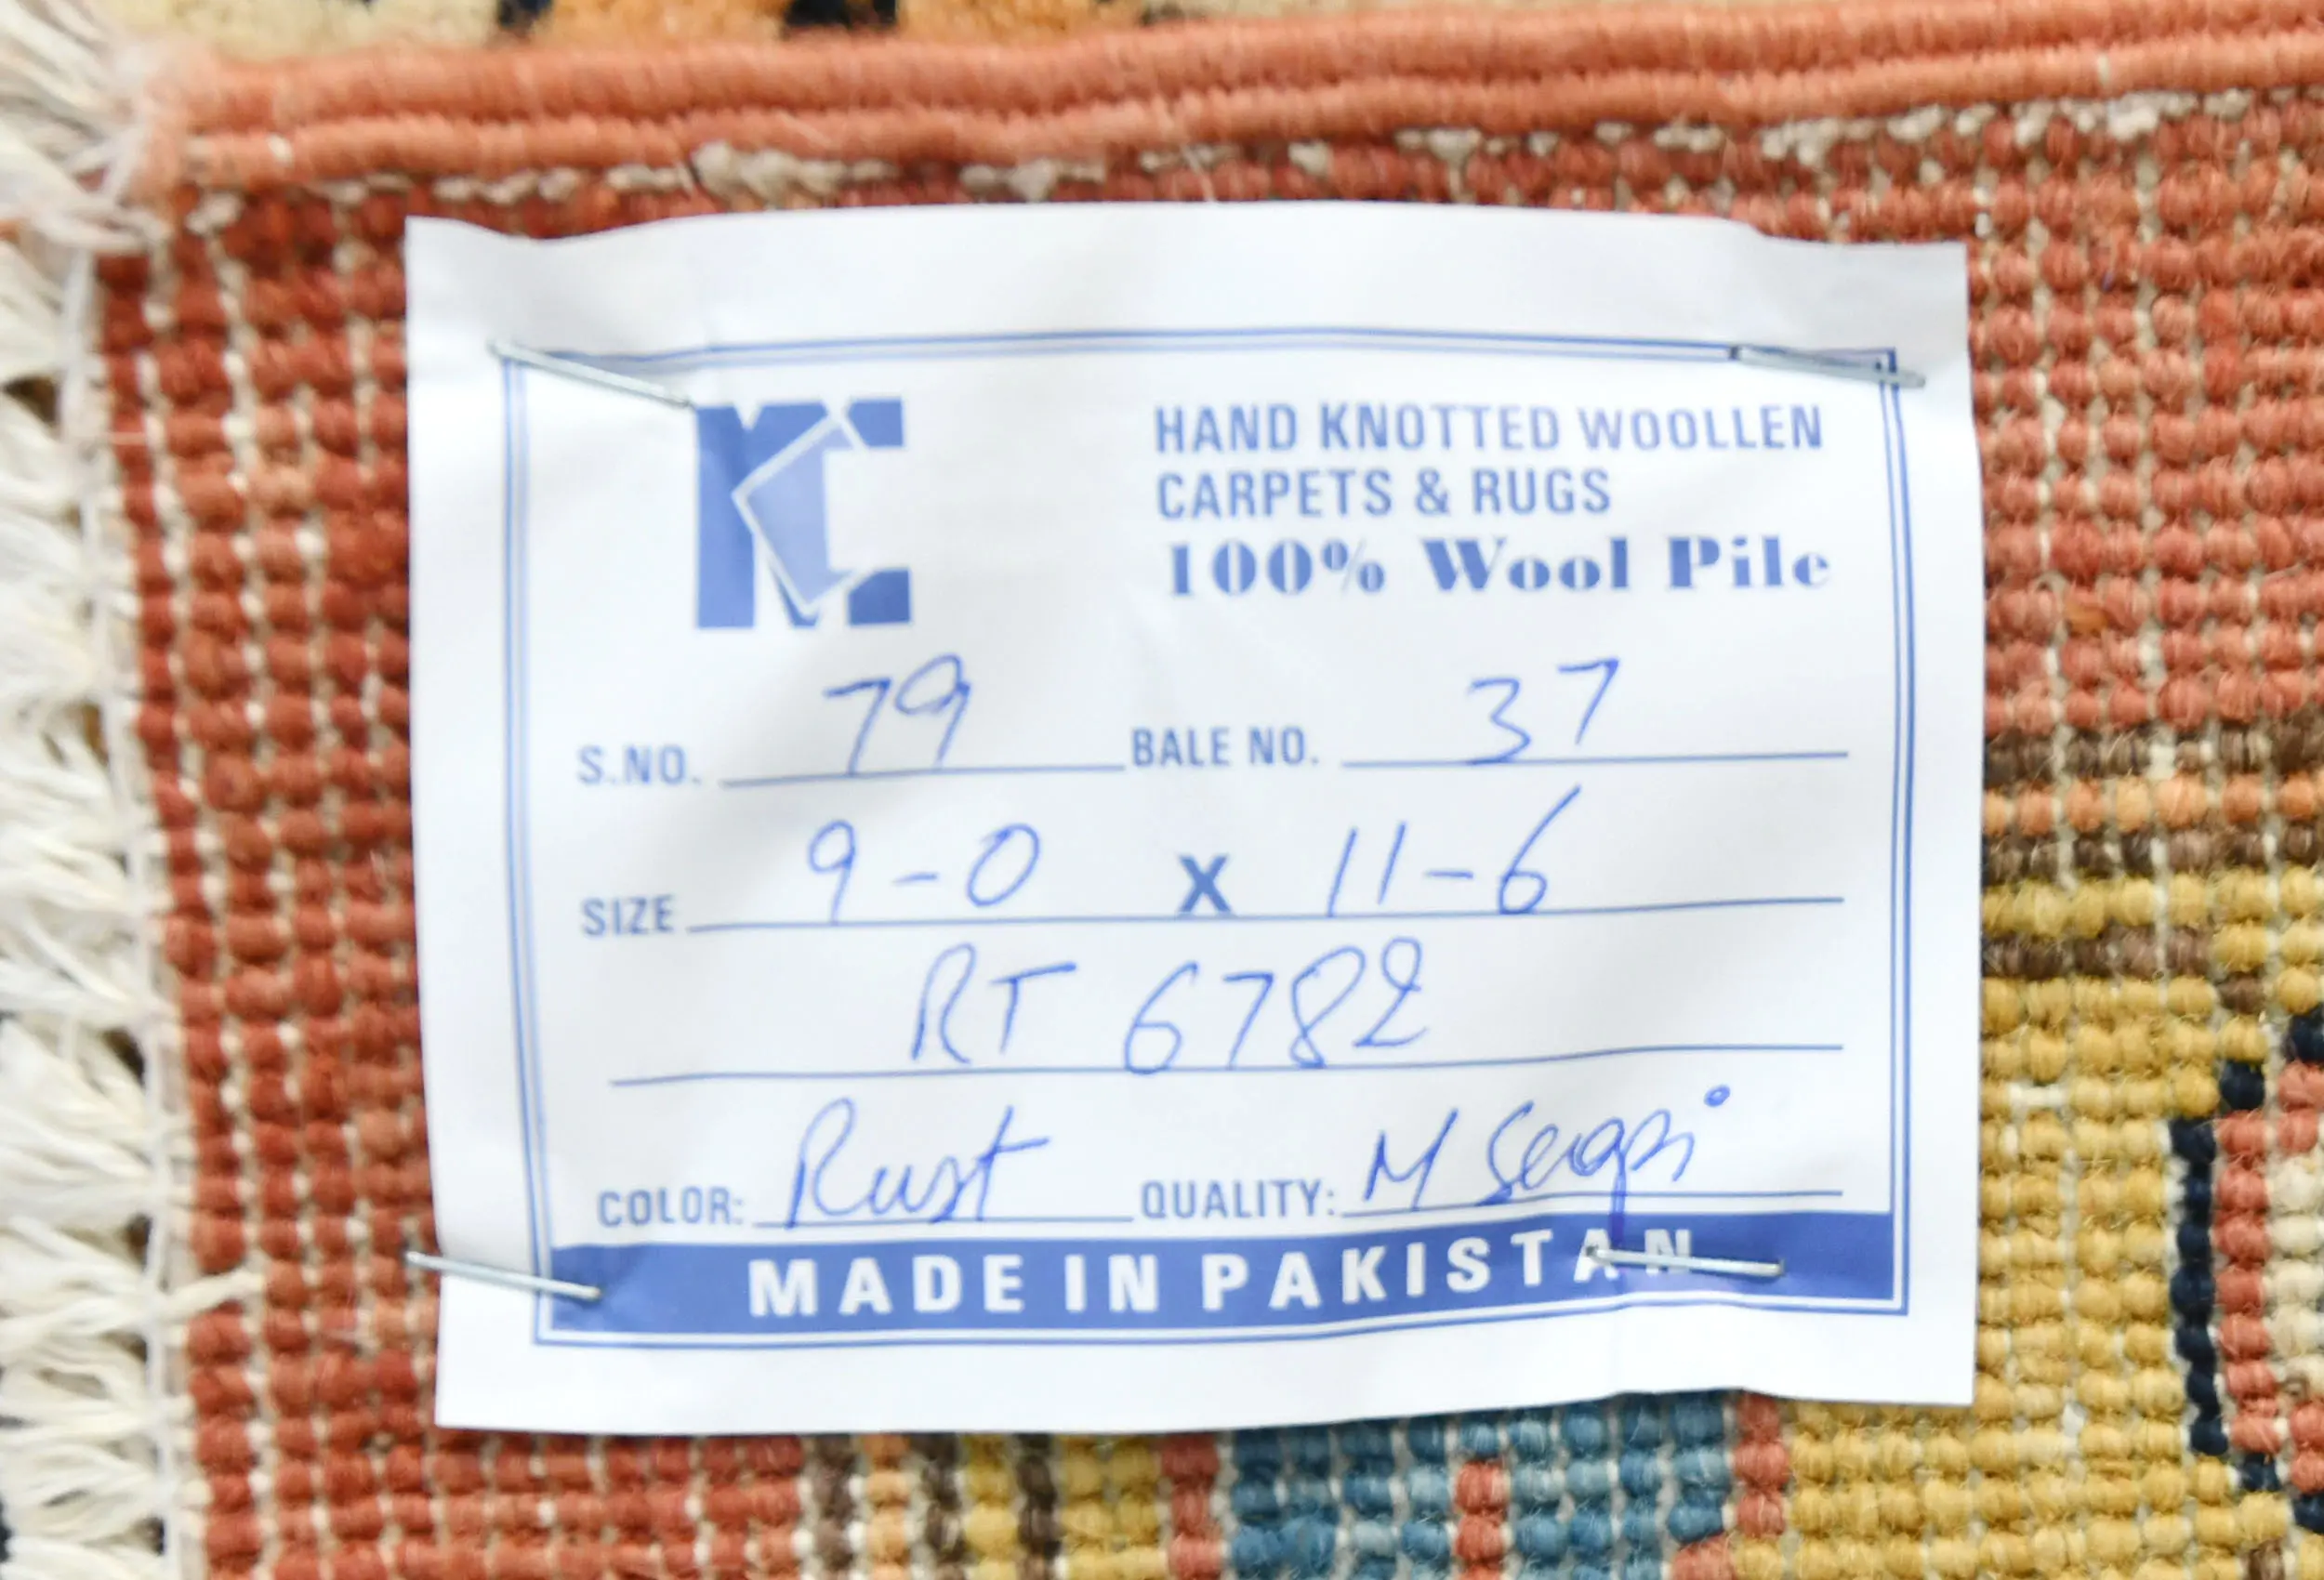 KC
HAND KNOTTED WOOLLEN
CARPETS & RUGS
100% Wool Pile
S.NO. 79 BALE NO. 37
SIZE 9-0 X 11-6
RT 6782
COLOR: Rust QUALITY: M
MADE IN PAKISTAN